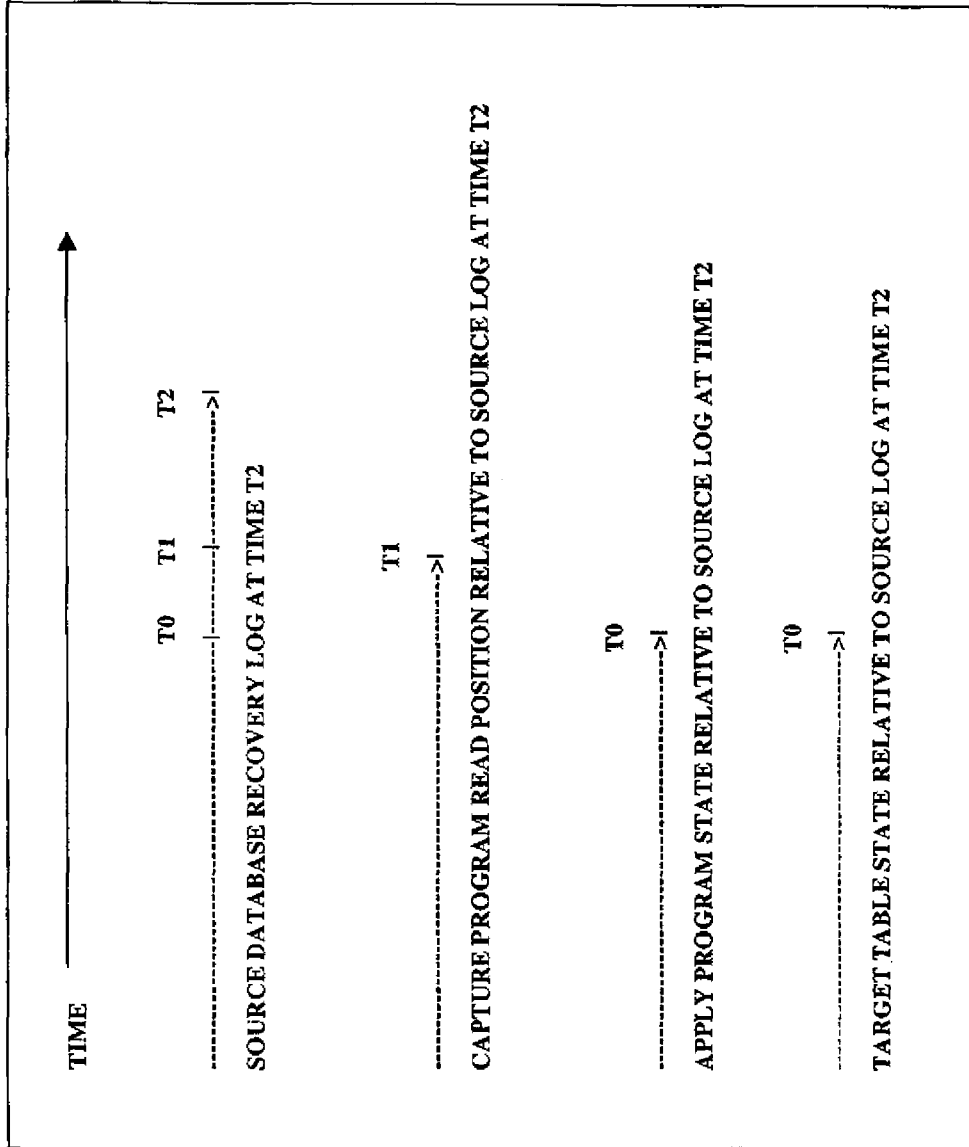 TIME
T0 T1 T2
SOURCE DATABASE RECOVERY LOG AT TIME T2
T1
CAPTURE PROGRAM READ POSITION RELATIVE TO SOURCE LOG AT TIME T2
T0
APPLY PROGRAM STATE RELATIVE TO SOURCE LOG AT TIME T2
T0
TARGET TABLE STATE RELATIVE TO SOURCE LOG AT TIME T2